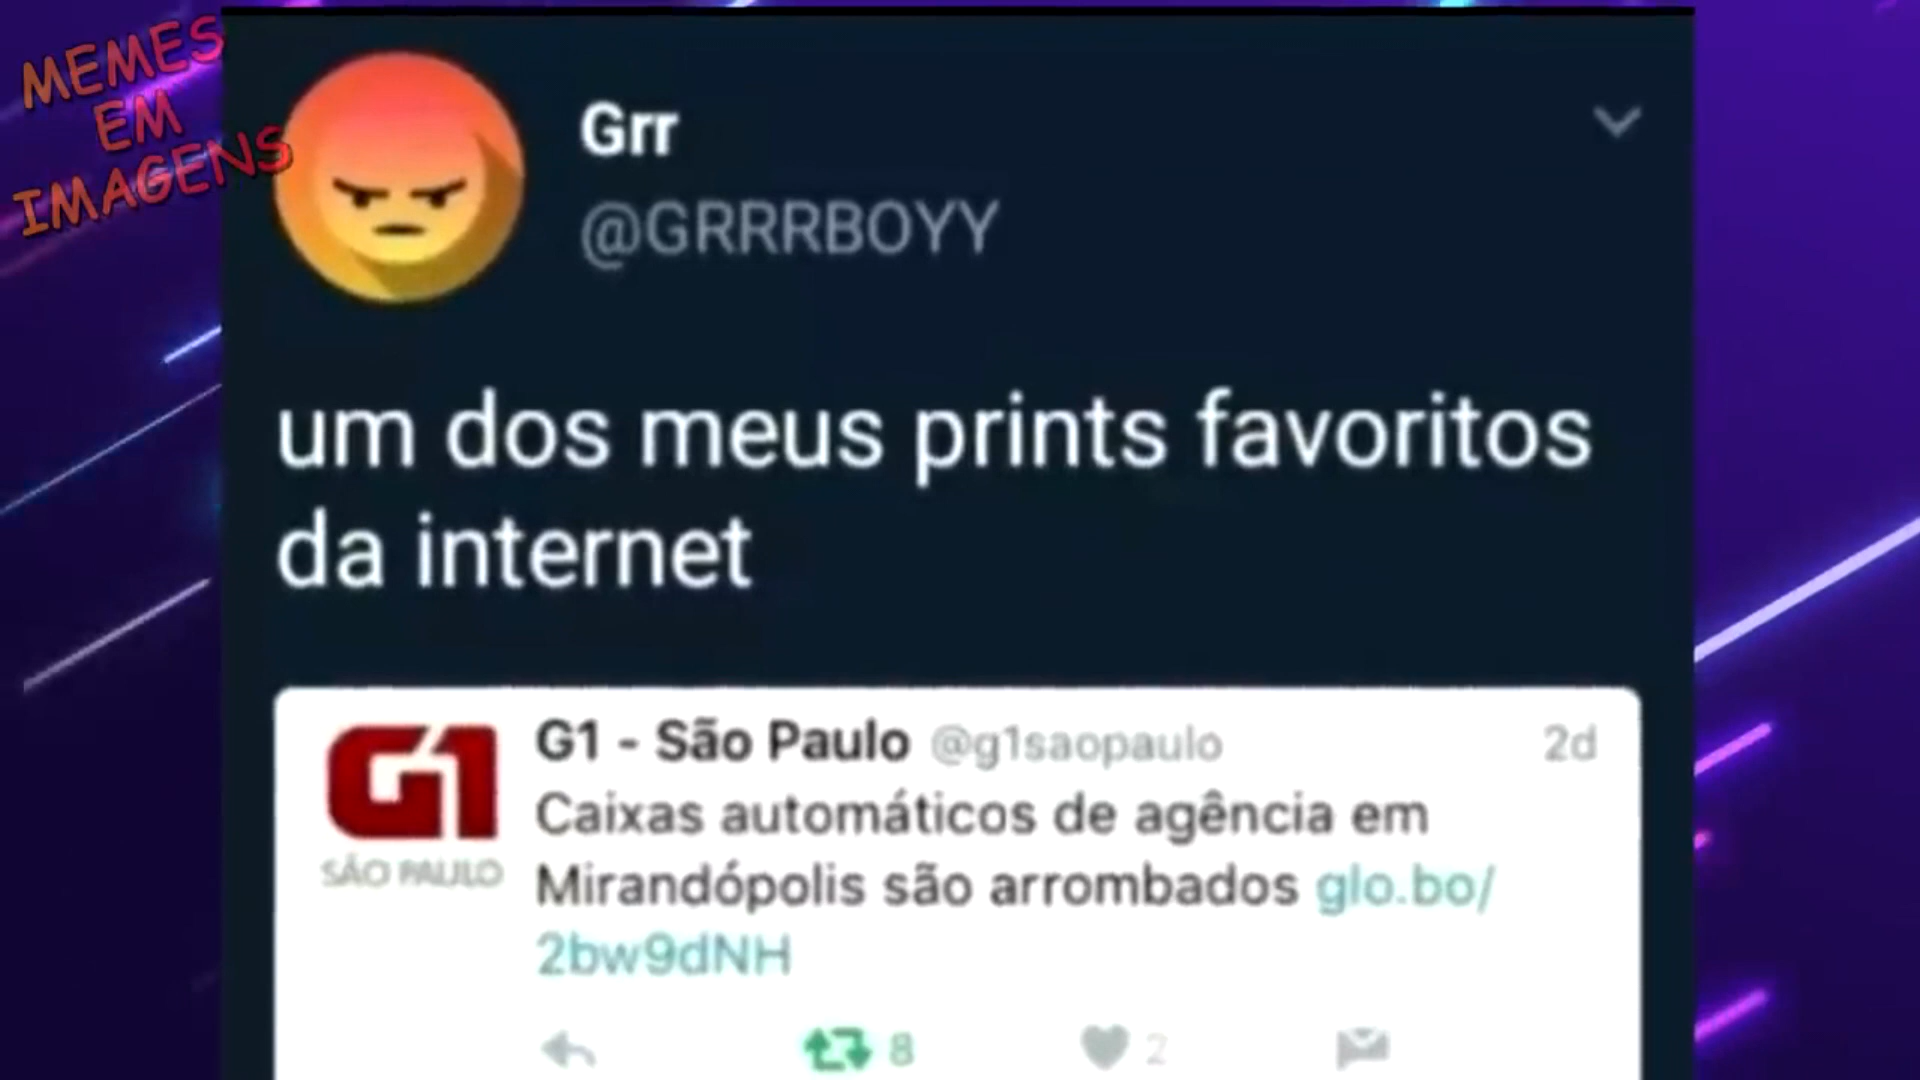 MEMES
EM
IMAGENS
Grr
@GRRRBOYY
um dos meus prints favoritos
da internet
G1
SÃO PAULO
G1 - São Paulo @g1saopaulo 2d
Caixas automáticos de agência em
Mirandópolis são arrombados glo.bo/
2bw9dNH
8 2